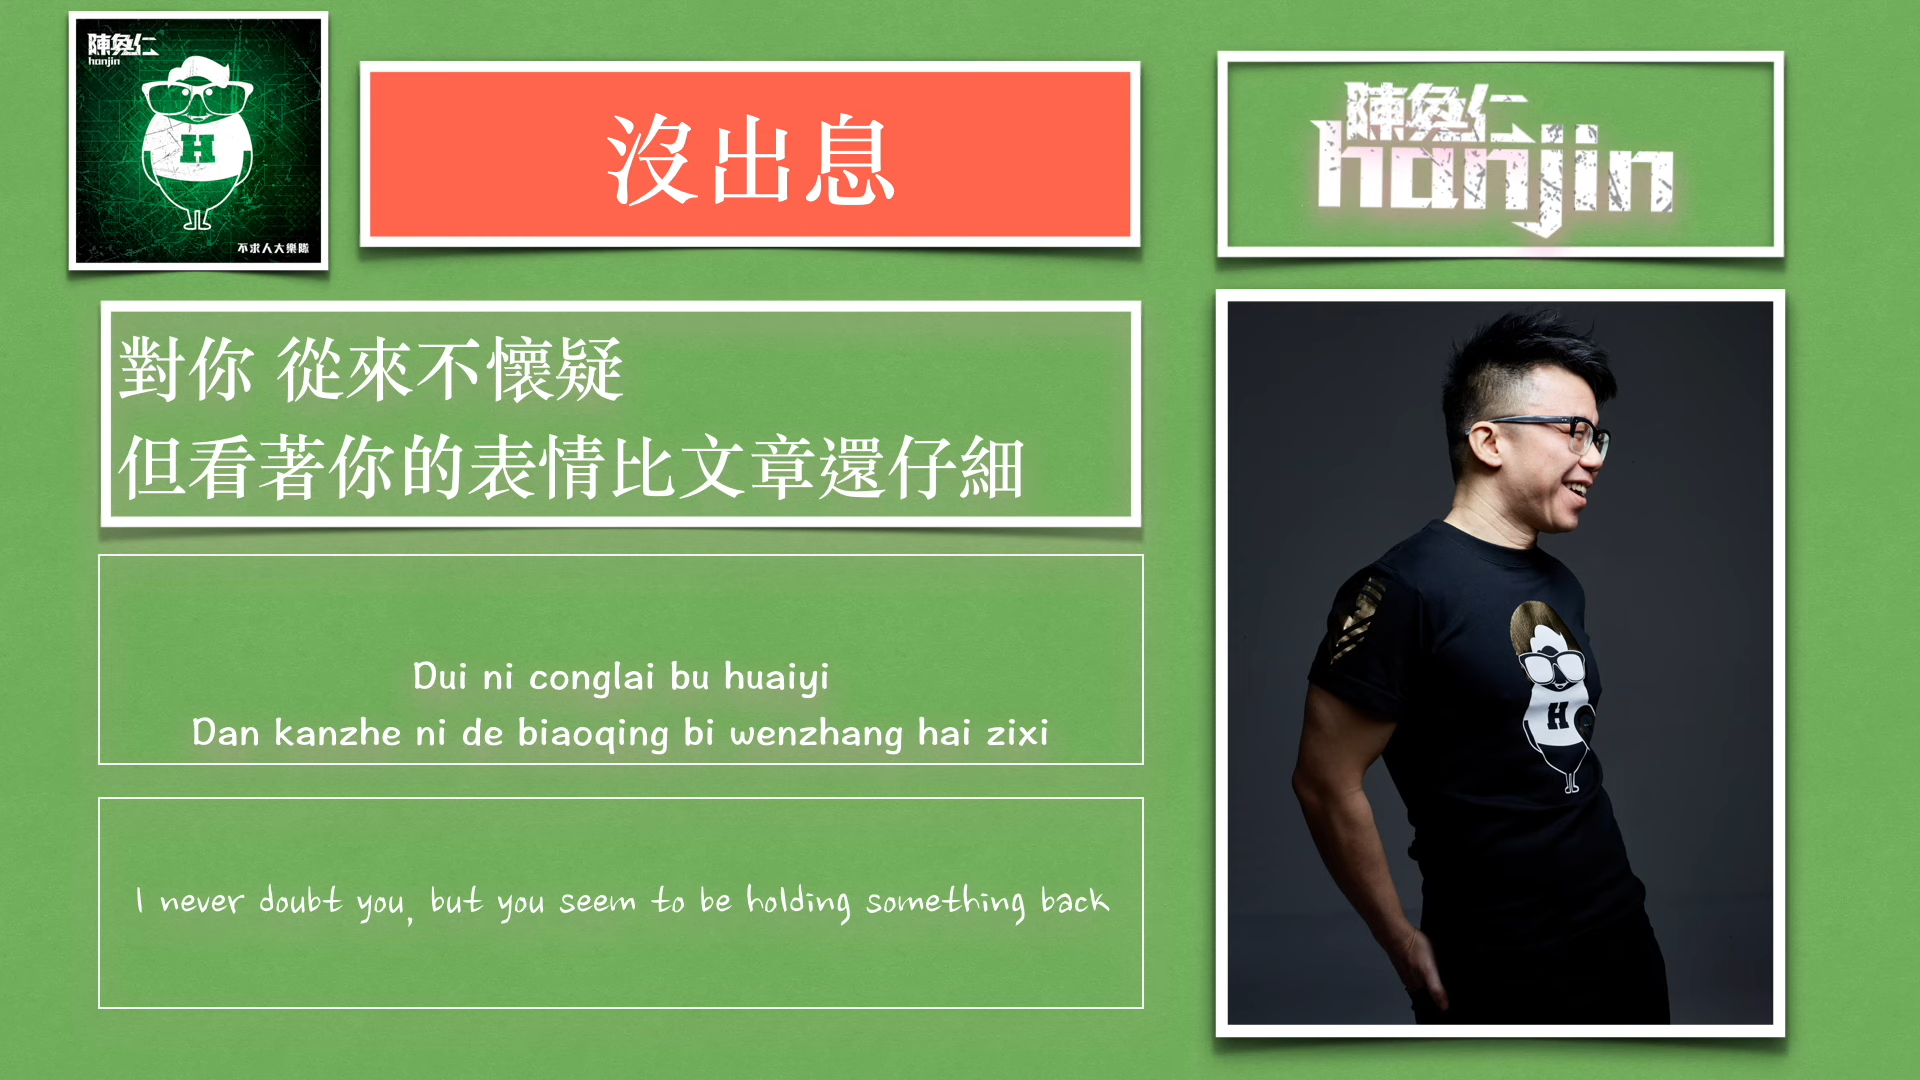 陳奐仁
hanjin
H
不求人大樂隊
沒出息
陳奐仁
hanjin
對你 從來不懷疑
但看著你的表情比文章還仔細
Dui ni conglai bu huaiyi
Dan kanzhe ni de biaoqing bi wenzhang hai zixi
I never doubt you, but you seem to be holding something back
H